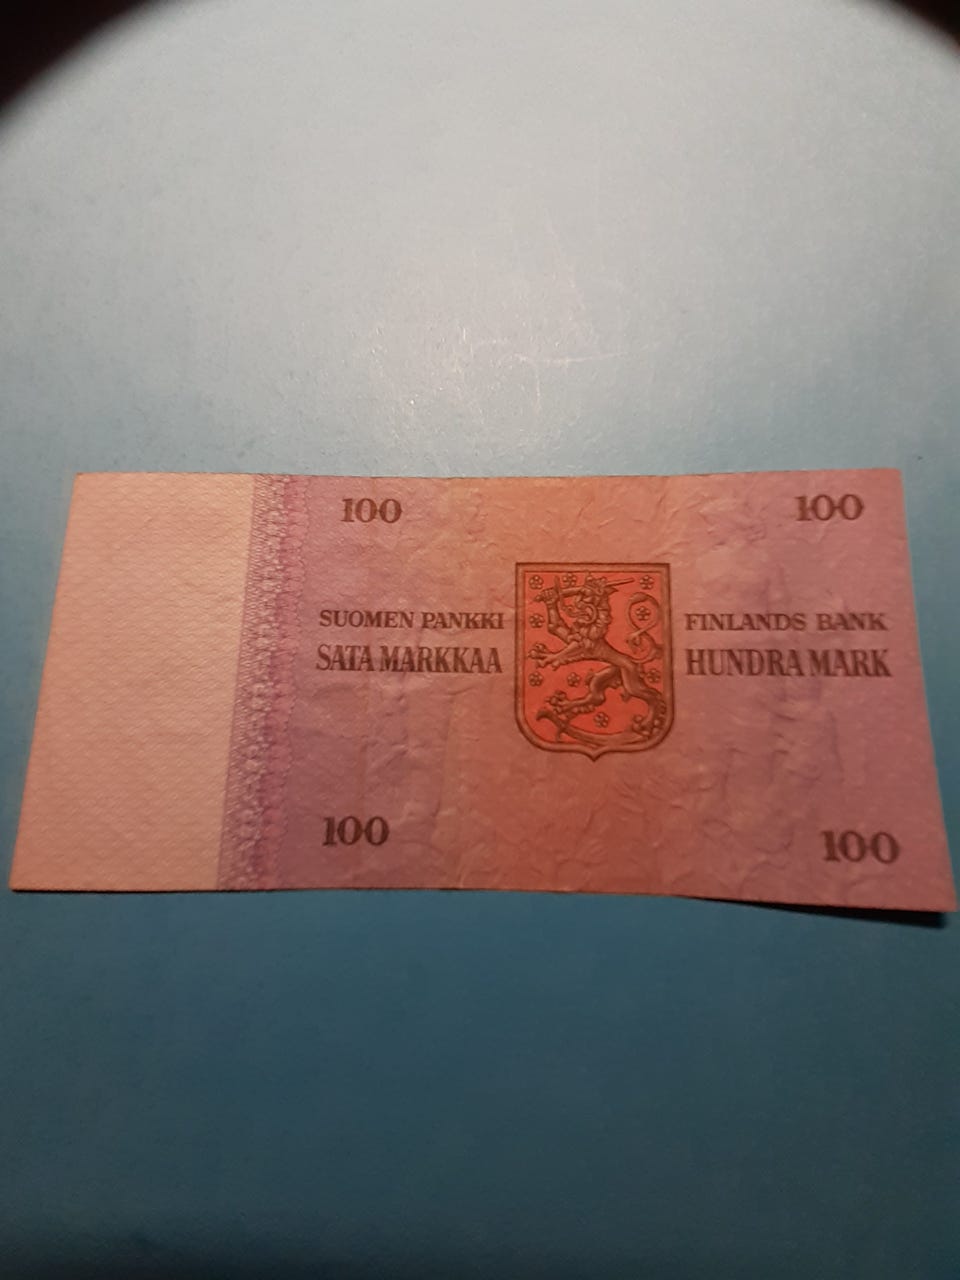 100 100
SUOMEN PANKKI FINLANDS BANK
SATA MARKKAA HUNDRA MARK
100 100